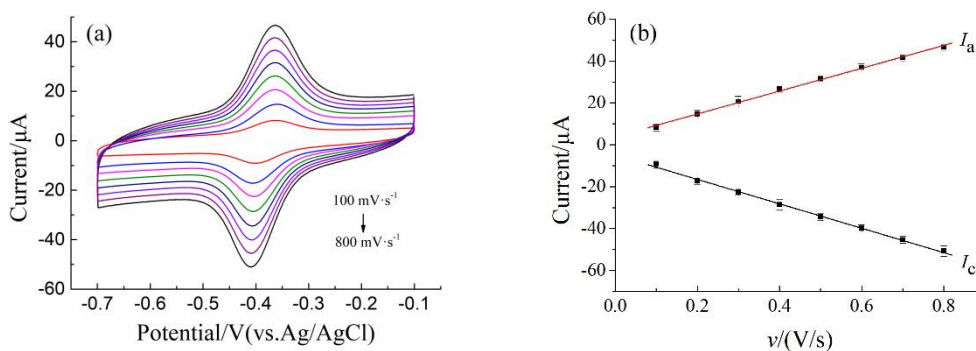 (a)
Current/μA
60
40
20
0
-20
-40
-60
-0.7
-0.6
-0.5
-0.4
-0.3
-0.2
-0.1
Potential/V(vs.Ag/AgCl)
100 mV·s⁻¹
800 mV·s⁻¹
(b)
Current/μA
60
40
20
0
-20
-40
-60
0.0
0.2
0.4
0.6
0.8
v/(V/s)
Ia
Ic